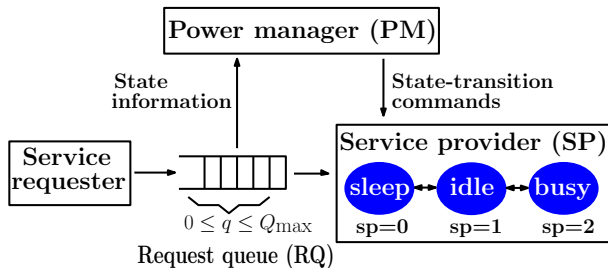 Power manager (PM)
State
information
State-transition
commands
Service
requester
Service provider (SP)
sleep
idle
busy
sp=0
sp=1
sp=2
0 ≤ q ≤ Qmax
Request queue (RQ)